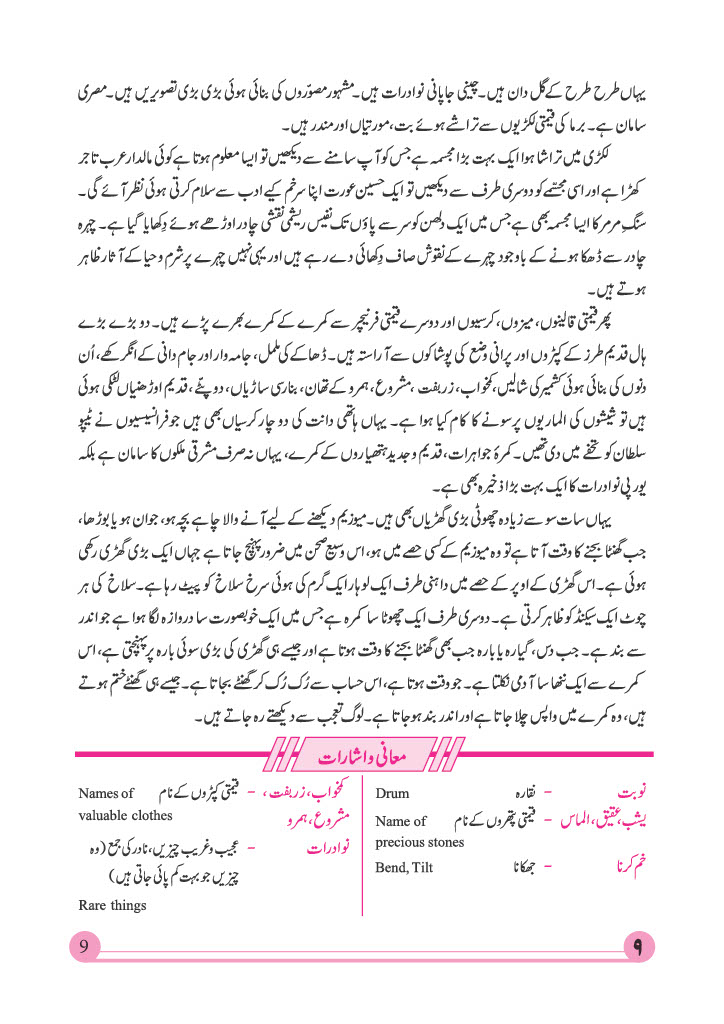 یہاں طرح طرح کے گل دان ہیں۔ چینی جاپانی نوادرات ہیں۔ مشہور مصوّروں کی بنائی ہوئی بڑی بڑی تصویریں ہیں۔ مصری
سامان ہے۔ برما کی قیمتی لکڑیوں سے تراشے ہوئے بت، مورتیاں اور مندر ہیں۔
لکڑی میں تراشا ہوا ایک بہت بڑا مجسمہ ہے جس کو آپ سامنے سے دیکھیں تو ایسا معلوم ہوتا ہے کوئی مالدار عرب تاجر
کھڑا ہے اور اسی مجسّمے کو دوسری طرف سے دیکھیں تو ایک حسین عورت اپنا سر خم کیے ادب سے سلام کرتی ہوئی نظر آئے گی۔
سنگِ مرمر کا ایسا مجسمہ بھی ہے جس میں ایک دلھن کو سر سے پاؤں تک نفیس ریشمی نقشی چادر اوڑھے ہوئے دِکھایا گیا ہے۔ چہرہ
چادر سے ڈھکا ہونے کے باوجود چہرے کے نقوش صاف دِکھائی دے رہے ہیں اور یہی نہیں چہرے پر شرم و حیا کے آثار ظاہر
ہوتے ہیں۔
پھر قیمتی قالینوں، میزوں، کرسیوں اور دوسرے قیمتی فرنیچر سے کمرے کے کمرے بھرے پڑے ہیں۔ دو بڑے بڑے
ہال قدیم طرز کے کپڑوں اور پرانی وضع کی پوشاکوں سے آراستہ ہیں۔ ڈھاکے کی ململ، جامہ وار اور جام دانی کے انگرکھے، اُن
دنوں کی بنائی ہوئی کشمیر کی شالیں، کمخواب، زربفت، مشروع، ہمرو کے تھان، بنارسی ساڑیاں، دوپٹے، قدیم اوڑھنیاں لٹکی ہوئی
ہیں تو شیشوں کی الماریوں پر سونے کا کام کیا ہوا ہے۔ یہاں ہاتھی دانت کی دو چار کرسیاں بھی ہیں جو فرانسیسیوں نے ٹیپو
سلطان کو تحفے میں دی تھیں۔ کمرۂ جواہرات، قدیم و جدید ہتھیاروں کے کمرے، یہاں نہ صرف مشرقی ملکوں کا سامان ہے بلکہ
یورپی نوادرات کا ایک بہت بڑا ذخیرہ بھی ہے۔
یہاں سات سو سے زیادہ چھوٹی بڑی گھڑیاں بھی ہیں۔ میوزیم دیکھنے کے لیے آنے والا چاہے بچہ ہو، جوان ہو یا بوڑھا،
جب گھنٹا بجنے کا وقت آتا ہے تو وہ میوزیم کے کسی حصے میں ہو، اس وسیع صحن میں ضرور پہنچ جاتا ہے جہاں ایک بڑی گھڑی رکھی
ہوئی ہے۔ اس گھڑی کے اوپر کے حصے میں داہنی طرف ایک لوہار ایک گرم کی ہوئی سرخ سلاخ کو پیٹ رہا ہے۔ سلاخ کی ہر
چوٹ ایک سیکنڈ کو ظاہر کرتی ہے۔ دوسری طرف ایک چھوٹا سا کمرہ ہے جس میں ایک خوبصورت سا دروازہ لگا ہوا ہے جو اندر
سے بند ہے۔ جب دس، گیارہ یا بارہ جب بھی گھنٹا بجنے کا وقت ہوتا ہے اور جیسے ہی گھڑی کی بڑی سوئی بارہ پر پہنچتی ہے، اس
کمرے سے ایک ننھا سا آدمی نکلتا ہے۔ جو وقت ہوتا ہے، اس حساب سے رُک رُک کر گھنٹے بجاتا ہے۔ جیسے ہی گھنٹے ختم ہوتے
ہیں، وہ کمرے میں واپس چلا جاتا ہے اور اندر بند ہو جاتا ہے۔ لوگ تعجب سے دیکھتے رہ جاتے ہیں۔
معانی و اشارات
نوبت – نقارہ Drum
یشب، عقیق، الماس – قیمتی پتھروں کے نام Name of
precious stones
خم کرنا – جھکانا Bend, Tilt
کمخواب، زربفت، – قیمتی کپڑوں کے نام Names of
مشروع، ہمرو valuable clothes
نوادرات – عجیب و غریب چیزیں، نادر کی جمع (وہ
چیزیں جو بہت کم پائی جاتی ہیں)
Rare things
9 ۹